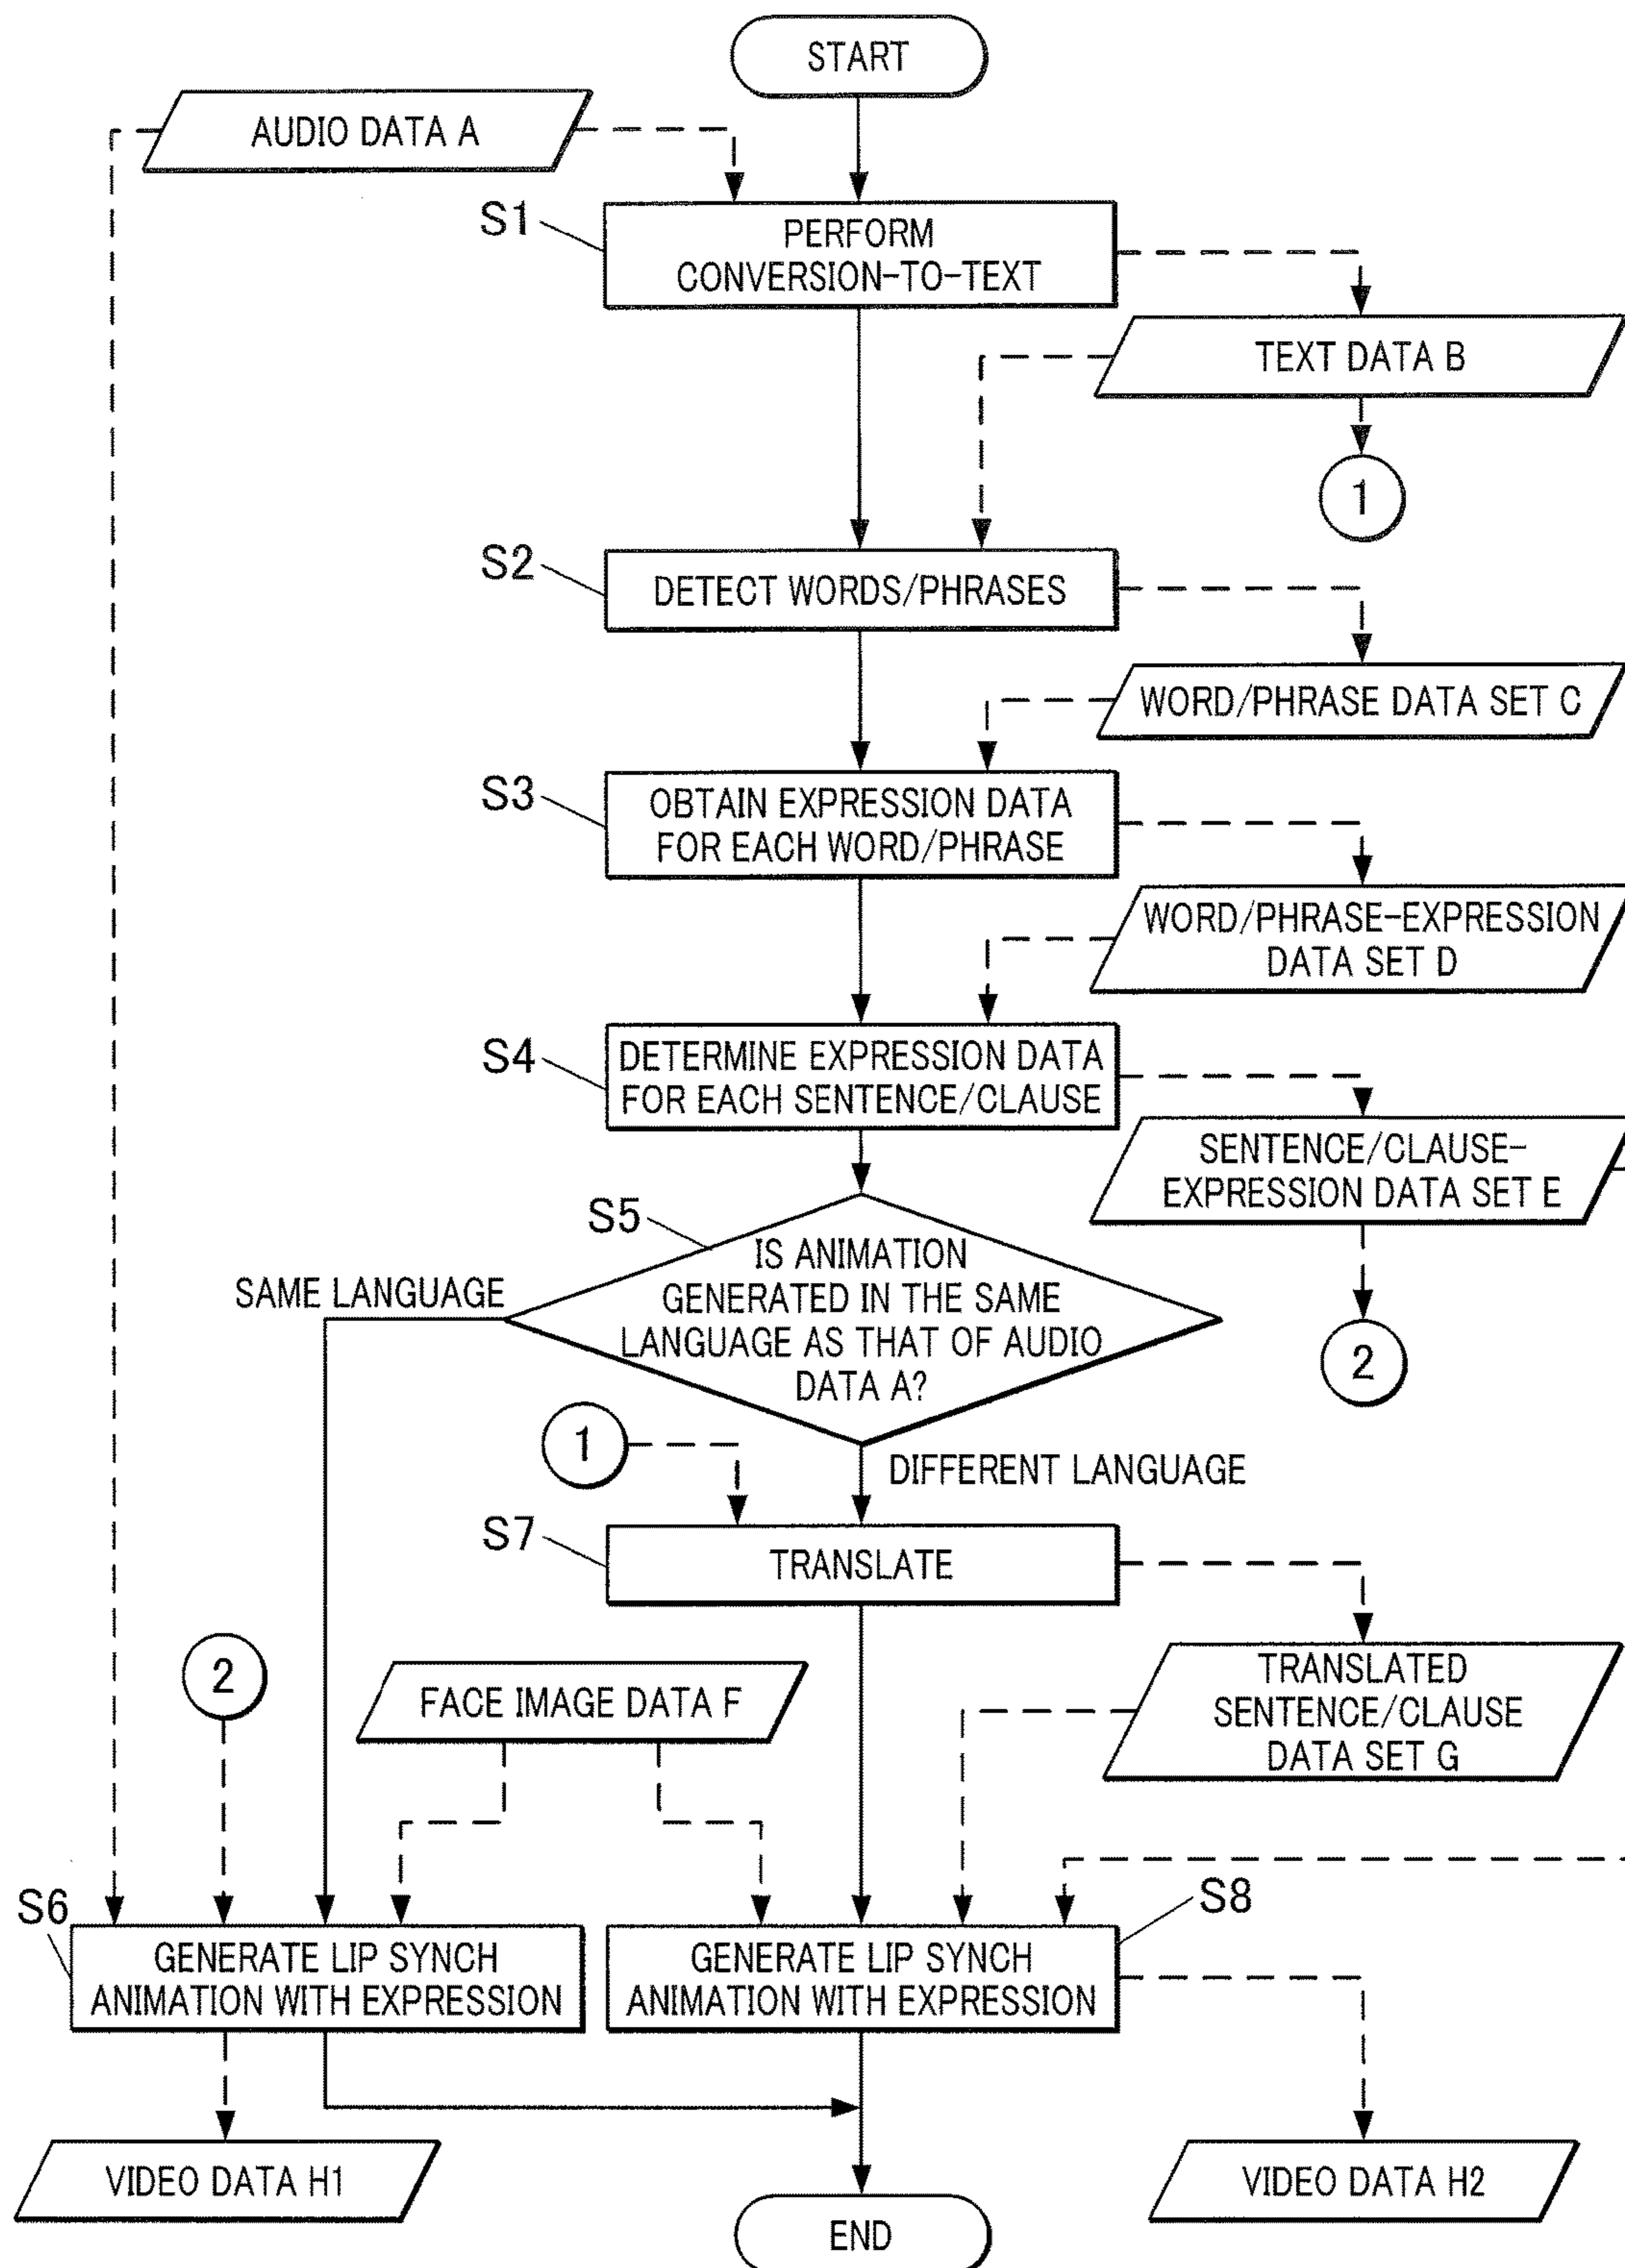 START
AUDIO DATA A
S1
PERFORM
CONVERSION-TO-TEXT
TEXT DATA B
1
S2
DETECT WORDS/PHRASES
WORD/PHRASE DATA SET C
S3
OBTAIN EXPRESSION DATA
FOR EACH WORD/PHRASE
WORD/PHRASE-EXPRESSION
DATA SET D
S4
DETERMINE EXPRESSION DATA
FOR EACH SENTENCE/CLAUSE
SENTENCE/CLAUSE-
EXPRESSION DATA SET E
2
S5
IS ANIMATION
GENERATED IN THE SAME
LANGUAGE AS THAT OF AUDIO
DATA A?
SAME LANGUAGE
DIFFERENT LANGUAGE
1
S7
TRANSLATE
2
FACE IMAGE DATA F
TRANSLATED
SENTENCE/CLAUSE
DATA SET G
S6
GENERATE LIP SYNCH
ANIMATION WITH EXPRESSION
S8
GENERATE LIP SYNCH
ANIMATION WITH EXPRESSION
VIDEO DATA H1
VIDEO DATA H2
END